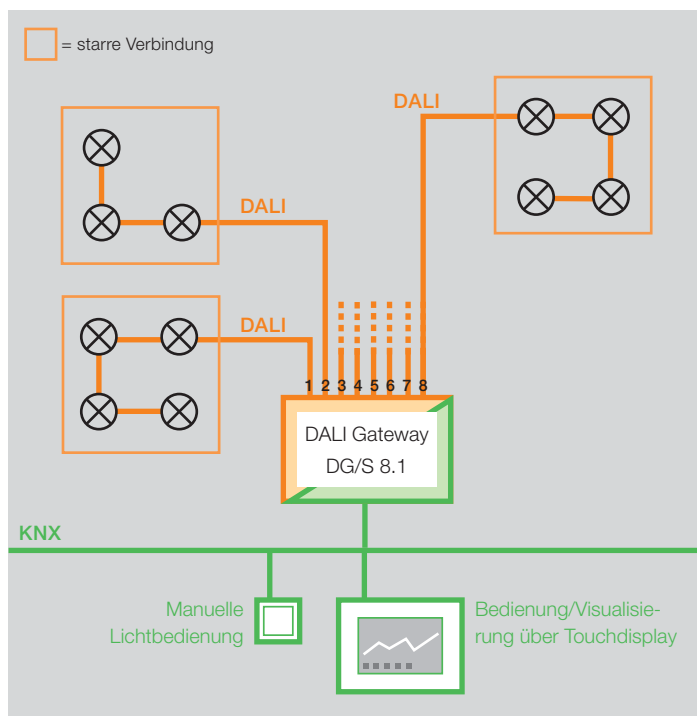 = starre Verbindung
DALI
DALI
DALI
1 2 3 4 5 6 7 8
DALI Gateway
DG/S 8.1
KNX
Manuelle
Lichtbedienung
Bedienung/Visualisie-
rung über Touchdisplay